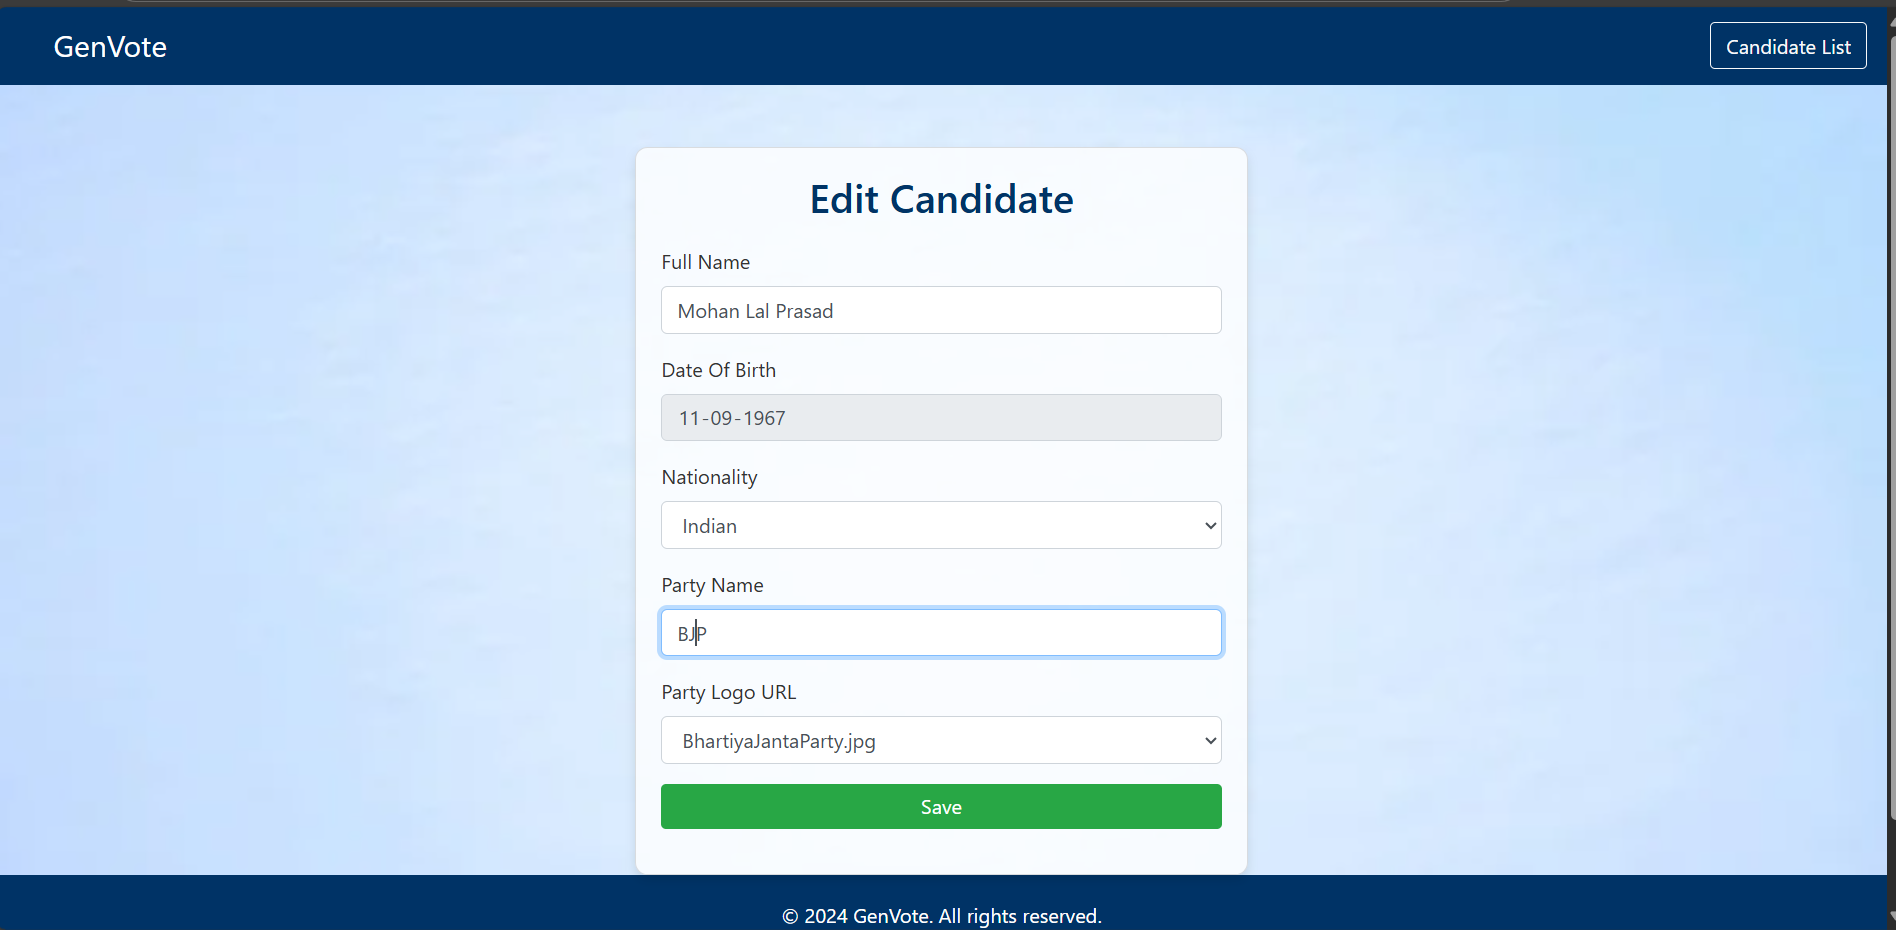 GenVote
Candidate List
Edit Candidate
Full Name
Mohan Lal Prasad
Date Of Birth
11-09-1967
Nationality
Indian
Party Name
BJP
Party Logo URL
BhartiyaJantaParty.jpg
Save
© 2024 GenVote. All rights reserved.